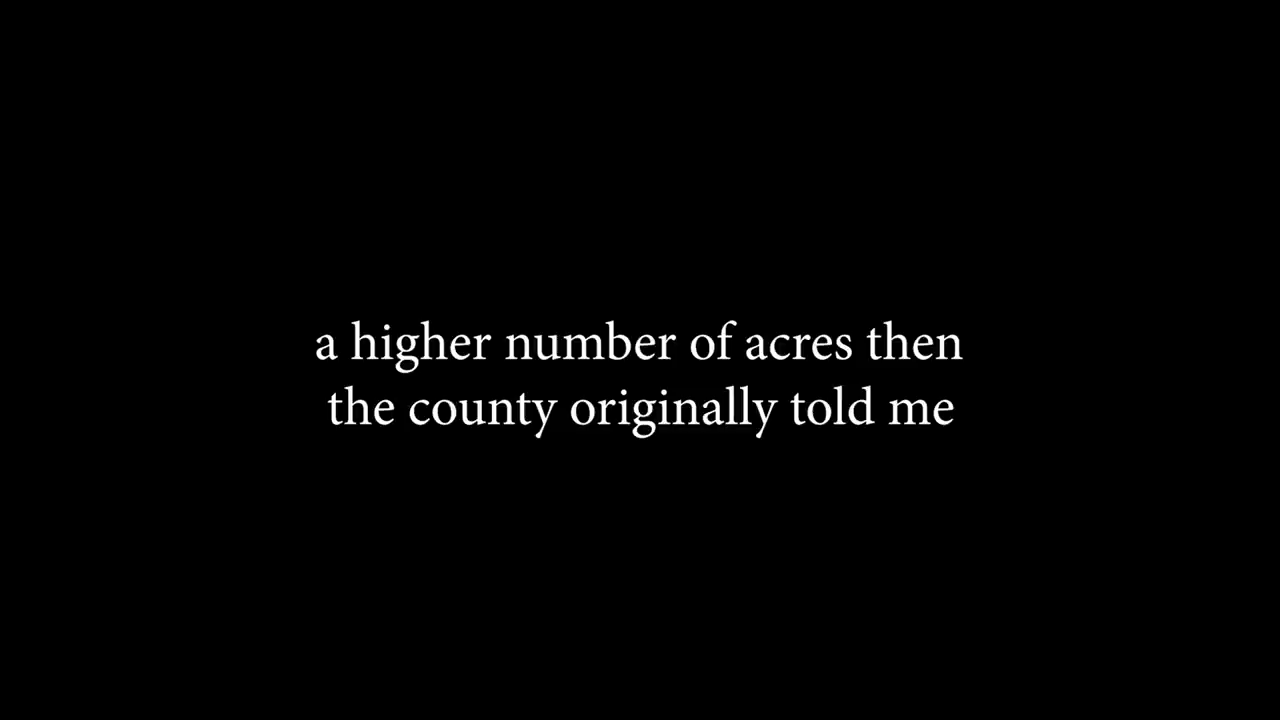 a higher number of acres then
the county originally told me